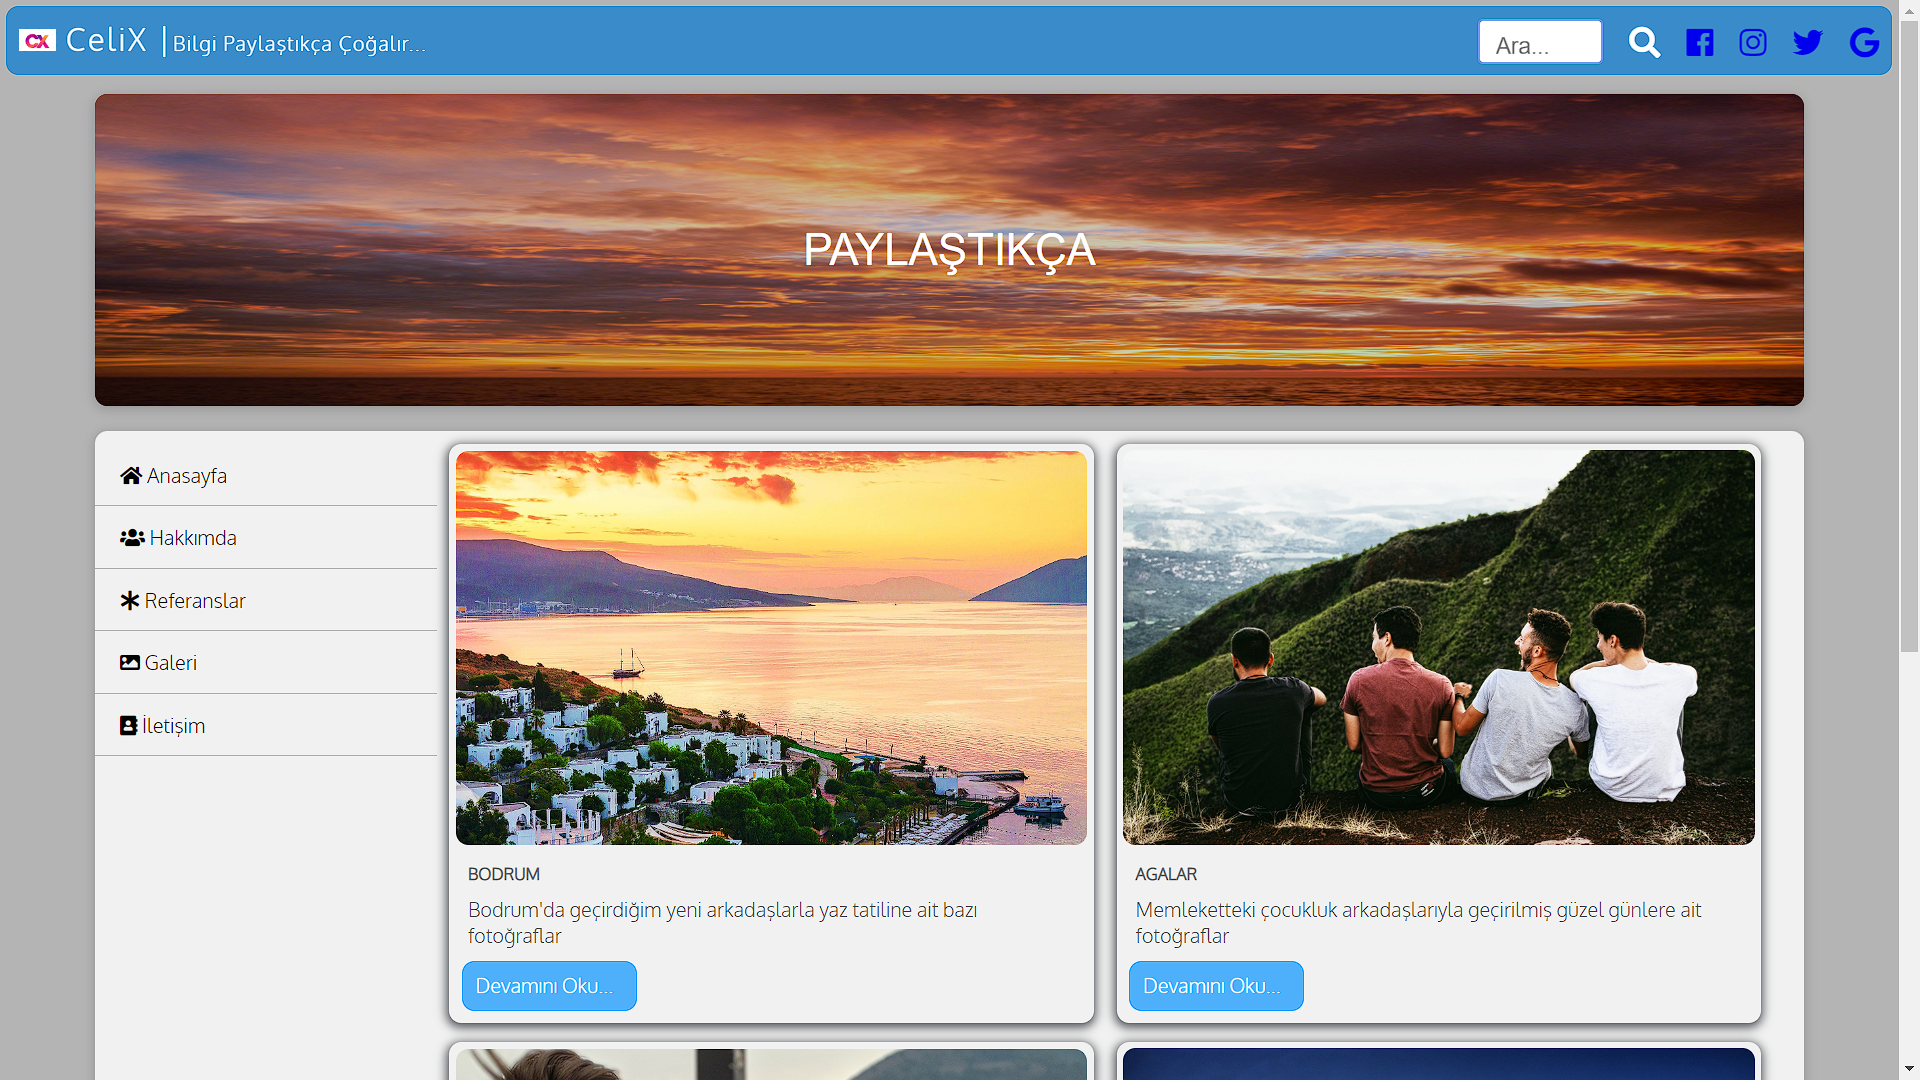 CX CeliX | Bilgi Paylaştıkça Çoğalır...
Ara...
PAYLAŞTIKÇA
Anasayfa
Hakkımda
Referanslar
Galeri
İletişim
BODRUM
Bodrum'da geçirdiğim yeni arkadaşlarla yaz tatiline ait bazı
fotoğraflar
Devamını Oku...
AGALAR
Memleketteki çocukluk arkadaşlarıyla geçirilmiş güzel günlere ait
fotoğraflar
Devamını Oku...